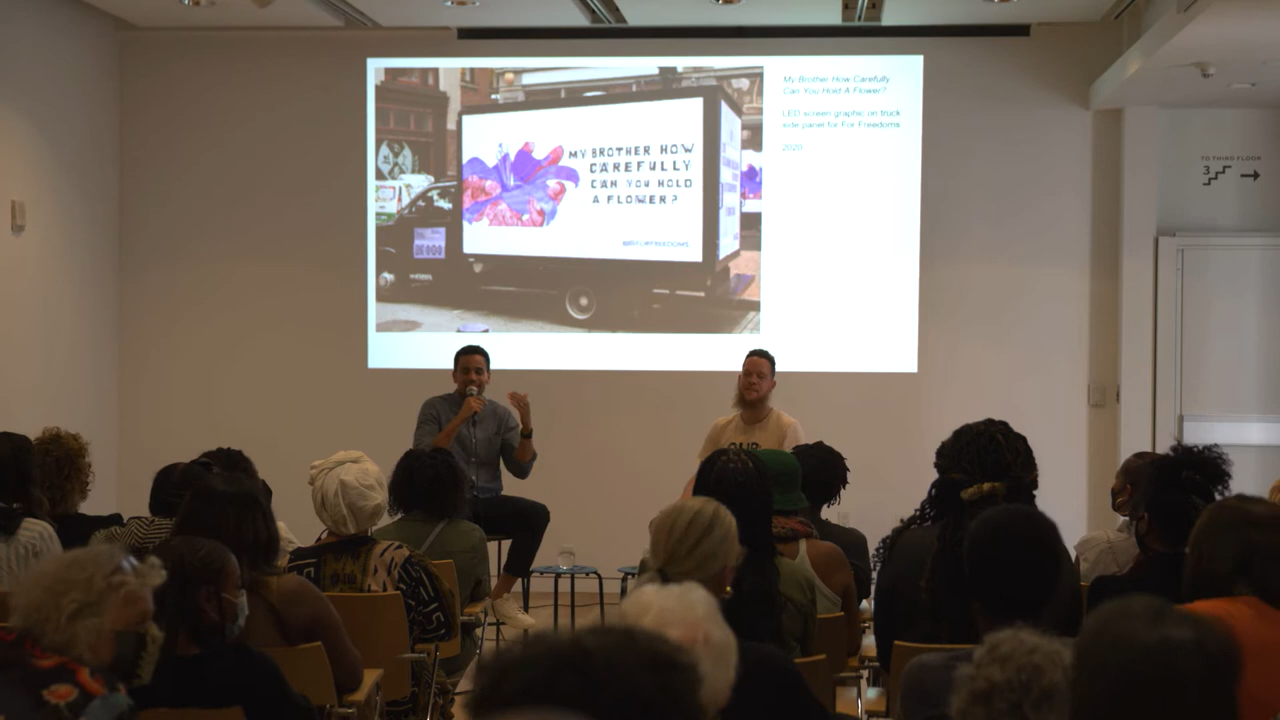 My Brother How Carefully
Can You Hold A Flower?
LED screen graphic on truck
side panel for For Freedoms
2020
MY BROTHER HOW
CAREFULLY
CAN YOU HOLD
A FLOWER?
TO THIRD FLOOR
3
OUR